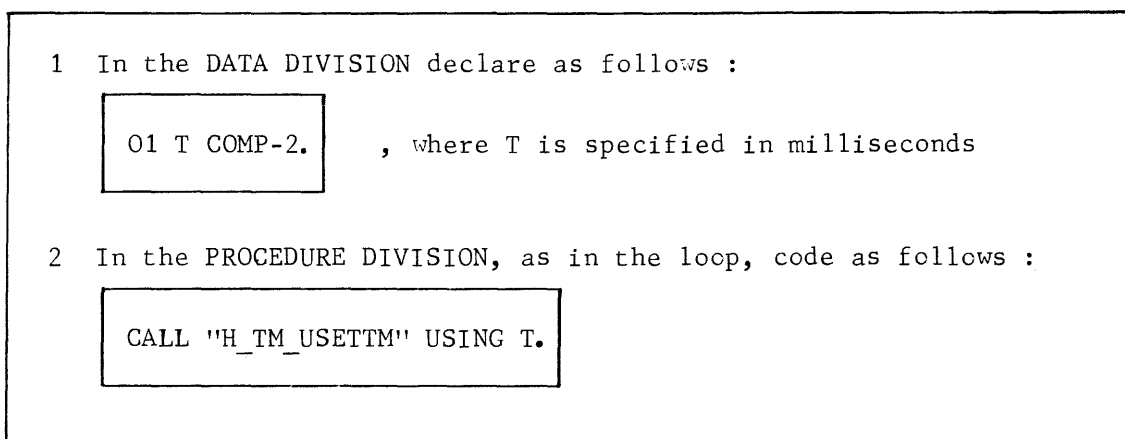 1 In the DATA DIVISION declare as follows :
01 T COMP-2. , where T is specified in milliseconds
2 In the PROCEDURE DIVISION, as in the loop, code as follows :
CALL "H_TM_USETTM" USING T.